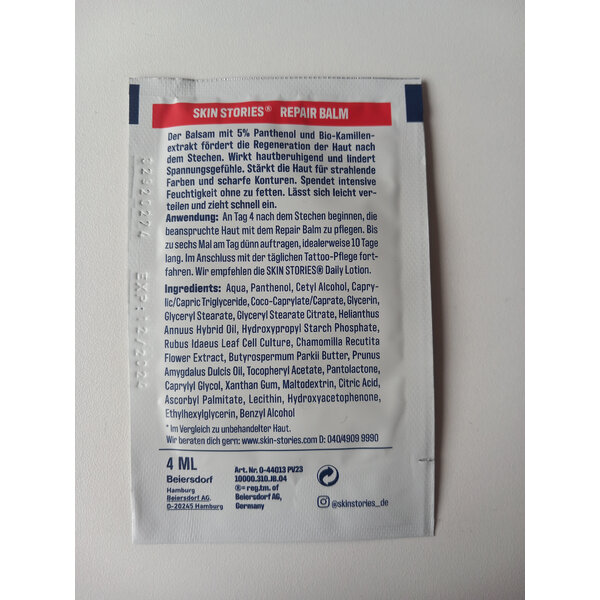 SKIN STORIES® REPAIR BALM
Der Balsam mit 5% Panthenol und Bio-Kamillen-
extrakt fördert die Regeneration der Haut nach
dem Stechen. Wirkt hautberuhigend und lindert
Spannungsgefühle. Stärkt die Haut für strahlende
Farben und scharfe Konturen. Spendet intensive
Feuchtigkeit ohne zu fetten. Lässt sich leicht ver-
teilen und zieht schnell ein.
Anwendung: An Tag 4 nach dem Stechen beginnen, die
beanspruchte Haut mit dem Repair Balm zu pflegen. Bis
zu sechs Mal am Tag dünn auftragen, idealerweise 10 Tage
lang. Im Anschluss mit der täglichen Tattoo-Pflege fort-
fahren. Wir empfehlen die SKIN STORIES® Daily Lotion.
Ingredients: Aqua, Panthenol, Cetyl Alcohol, Capry-
lic/Capric Triglyceride, Coco-Caprylate/Caprate, Glycerin,
Glyceryl Stearate, Glyceryl Stearate Citrate, Helianthus
Annuus Hybrid Oil, Hydroxypropyl Starch Phosphate,
Rubus Idaeus Leaf Cell Culture, Chamomilla Recutita
Flower Extract, Butyrospermum Parkii Butter, Prunus
Amygdalus Dulcis Oil, Tocopheryl Acetate, Pantolactone,
Caprylyl Glycol, Xanthan Gum, Maltodextrin, Citric Acid,
Ascorbyl Palmitate, Lecithin, Hydroxyacetophenone,
Ethylhexylglycerin, Benzyl Alcohol
* Im Vergleich zu unbehandelter Haut.
Wir beraten dich gern: www.skin-stories.com D: 040/4909 9990
4 ML
Beiersdorf
Hamburg
Beiersdorf AG,
D-20245 Hamburg
Art. Nr. 0-44013 PV23
10000.310.18.04
®= reg.tm. of
Beiersdorf AG,
Germany
@skinstories_de
EXP:12/2024